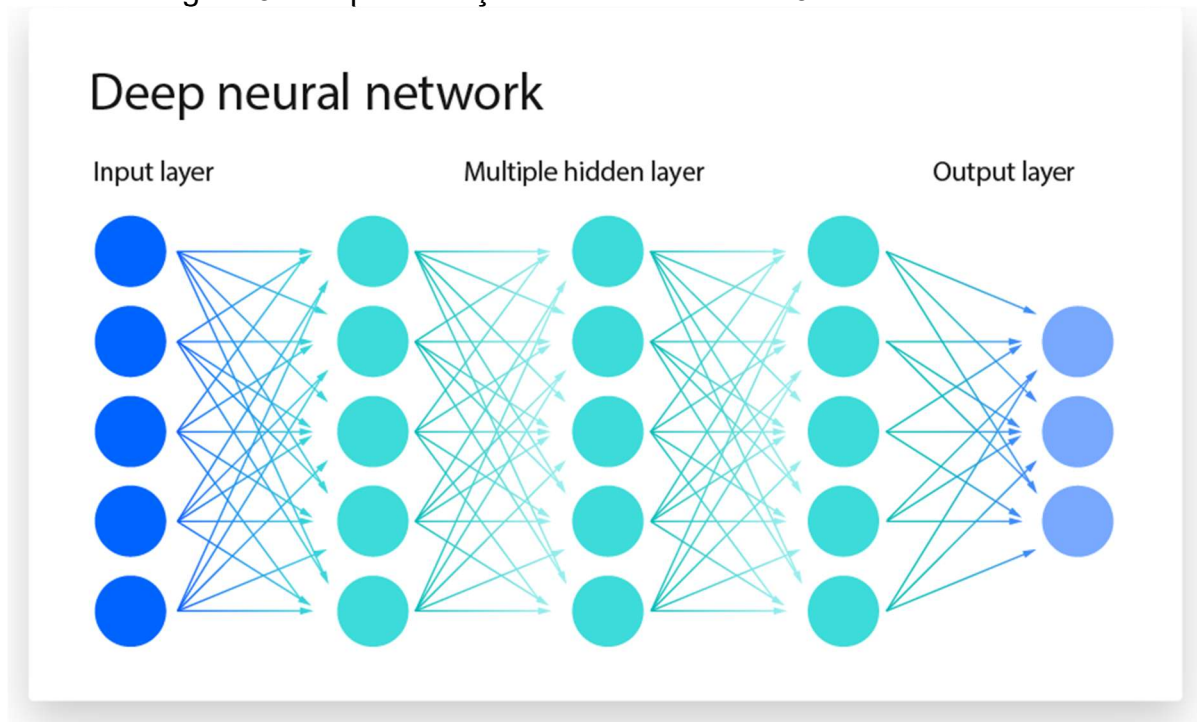 Deep neural network
Input layer
Multiple hidden layer
Output layer